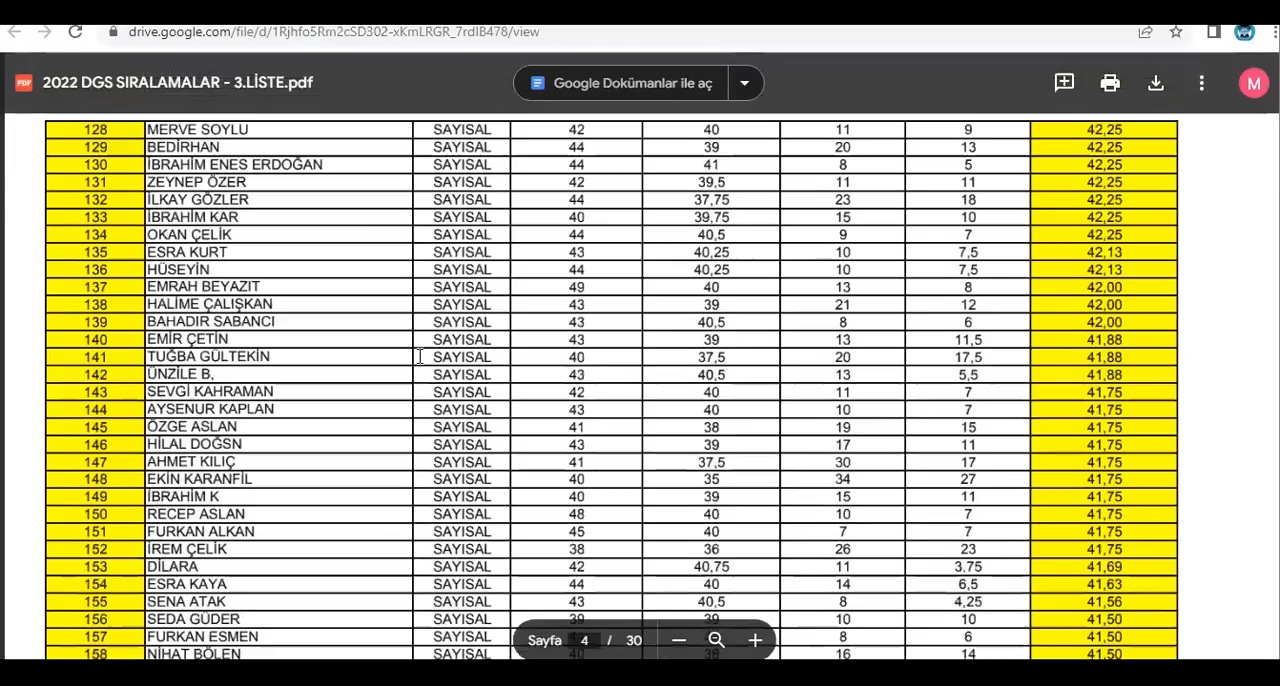 drive.google.com/file/d/1Rjhfo5Rm2cSD302-xKmLRGR_7rdIB478/view
PDF 2022 DGS SIRALAMALAR - 3.LİSTE.pdf Google Dokümanlar ile aç M
128 MERVE SOYLU SAYISAL 42 40 11 9 42,25
129 BEDİRHAN SAYISAL 44 39 20 13 42,25
130 İBRAHİM ENES ERDOĞAN SAYISAL 44 41 8 5 42,25
131 ZEYNEP ÖZER SAYISAL 42 39,5 11 11 42,25
132 İLKAY GÖZLER SAYISAL 44 37,75 23 18 42,25
133 İBRAHİM KAR SAYISAL 40 39,75 15 10 42,25
134 OKAN ÇELİK SAYISAL 44 40,5 9 7 42,25
135 ESRA KURT SAYISAL 43 40,25 10 7,5 42,13
136 HÜSEYİN SAYISAL 44 40,25 10 7,5 42,13
137 EMRAH BEYAZIT SAYISAL 49 40 13 8 42,00
138 HALİME ÇALIŞKAN SAYISAL 43 39 21 12 42,00
139 BAHADIR SABANCI SAYISAL 43 40,5 8 6 42,00
140 EMİR ÇETİN SAYISAL 43 39 13 11,5 41,88
141 TUĞBA GÜLTEKİN SAYISAL 40 37,5 20 17,5 41,88
142 ÜNZİLE B, SAYISAL 43 40,5 13 5,5 41,88
143 SEVGİ KAHRAMAN SAYISAL 42 40 11 7 41,75
144 AYSENUR KAPLAN SAYISAL 43 40 10 7 41,75
145 ÖZGE ASLAN SAYISAL 41 38 19 15 41,75
146 HİLAL DOĞSN SAYISAL 43 39 17 11 41,75
147 AHMET KILIÇ SAYISAL 41 37,5 30 17 41,75
148 EKİN KARANFİL SAYISAL 40 35 34 27 41,75
149 İBRAHİM K SAYISAL 40 39 15 11 41,75
150 RECEP ASLAN SAYISAL 48 40 10 7 41,75
151 FURKAN ALKAN SAYISAL 45 40 7 7 41,75
152 İREM ÇELİK SAYISAL 38 36 26 23 41,75
153 DİLARA SAYISAL 42 40,75 11 3,75 41,69
154 ESRA KAYA SAYISAL 44 40 14 6,5 41,63
155 SENA ATAK SAYISAL 43 40,5 8 4,25 41,56
156 SEDA GÜDER SAYISAL 39 39 10 10 41,50
157 FURKAN ESMEN SAYISAL 8 6 41,50
158 NİHAT BÖLEN SAYISAL 40 38 16 14 41,50
Sayfa 4 / 30